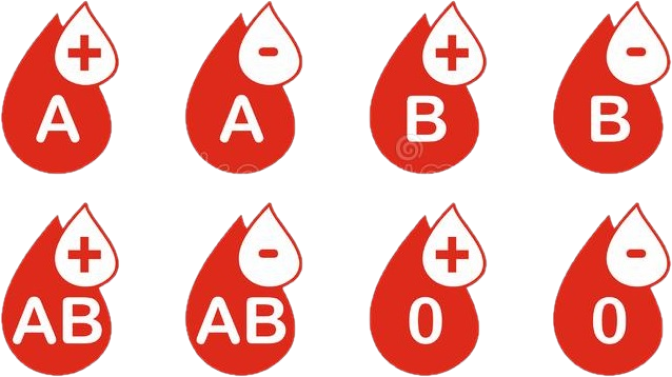 + - + -
A A B B
+ - + -
AB AB 0 0